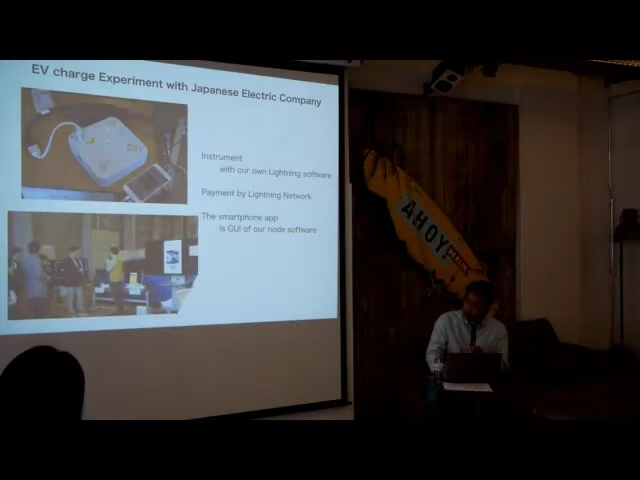 EV charge Experiment with Japanese Electric Company
Instrument
with our own Lightning software
Payment by Lightning Network
The smartphone app
is GUI of our node software
AHOY!
BERLIN